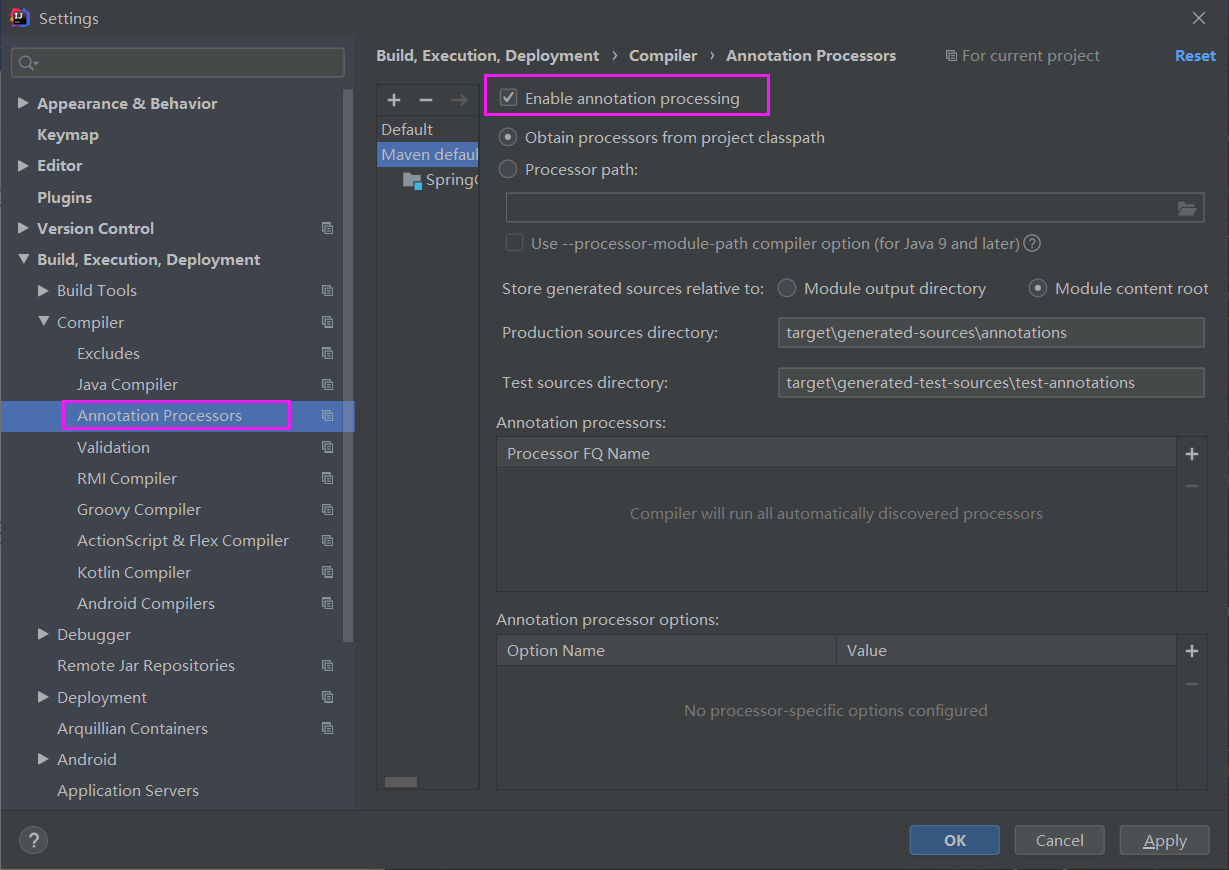 Settings
Build, Execution, Deployment › Compiler › Annotation Processors
For current project
Reset
Appearance & Behavior
Keymap
Editor
Plugins
Version Control
Build, Execution, Deployment
Build Tools
Compiler
Excludes
Java Compiler
Annotation Processors
Validation
RMI Compiler
Groovy Compiler
ActionScript & Flex Compiler
Kotlin Compiler
Android Compilers
Debugger
Remote Jar Repositories
Deployment
Arquillian Containers
Android
Application Servers
Default
Maven defaul
SpringC
Enable annotation processing
Obtain processors from project classpath
Processor path:
Use --processor-module-path compiler option (for Java 9 and later) ?
Store generated sources relative to: Module output directory Module content root
Production sources directory: target\generated-sources\annotations
Test sources directory: target\generated-test-sources\test-annotations
Annotation processors:
Processor FQ Name
Compiler will run all automatically discovered processors
Annotation processor options:
Option Name Value
No processor-specific options configured
? OK Cancel Apply